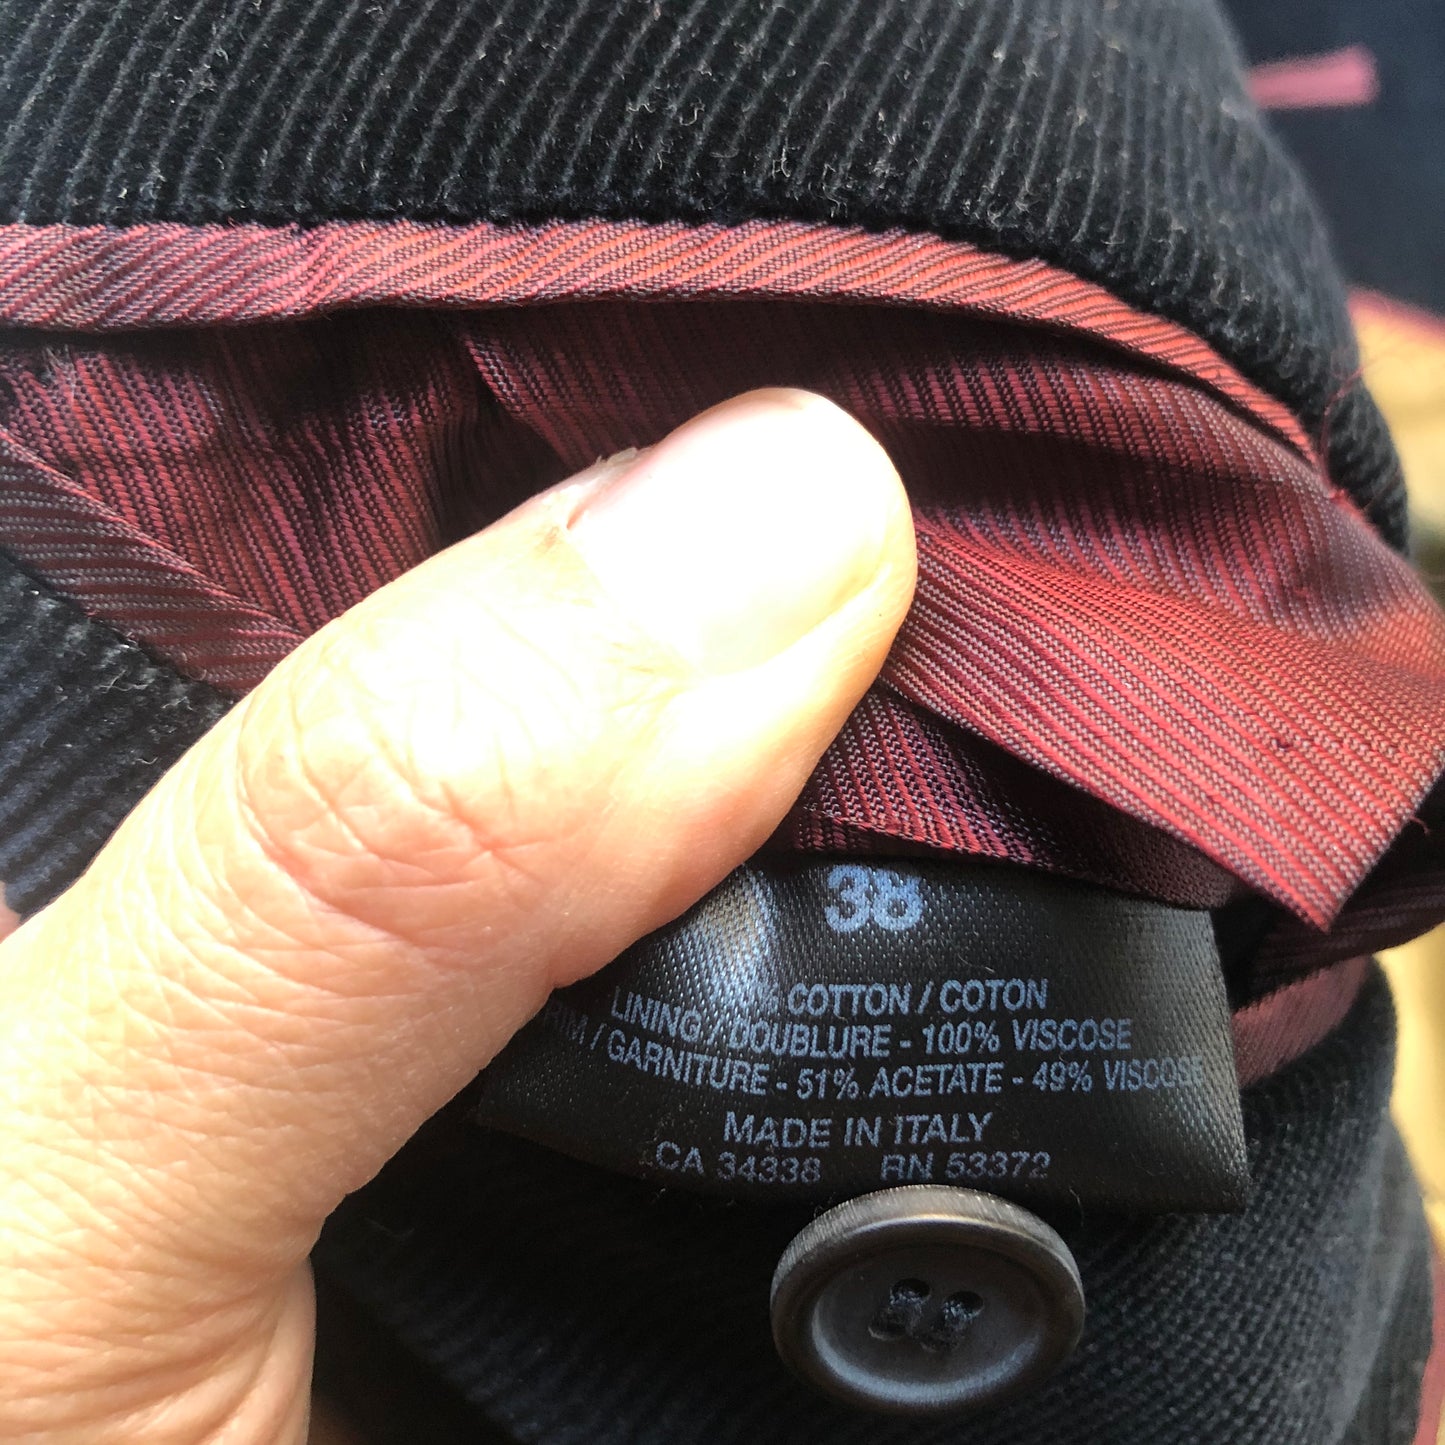 38
% COTTON / COTON
LINING / DOUBLURE - 100% VISCOSE
RIM / GARNITURE - 51% ACETATE - 49% VISCOSE
MADE IN ITALY
CA 34338 RN 53372